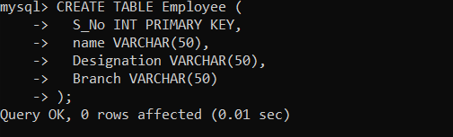 mysql> CREATE TABLE Employee (
    ->     S_No INT PRIMARY KEY,
    ->     name VARCHAR(50),
    ->     Designation VARCHAR(50),
    ->     Branch VARCHAR(50)
    -> );
Query OK, 0 rows affected (0.01 sec)